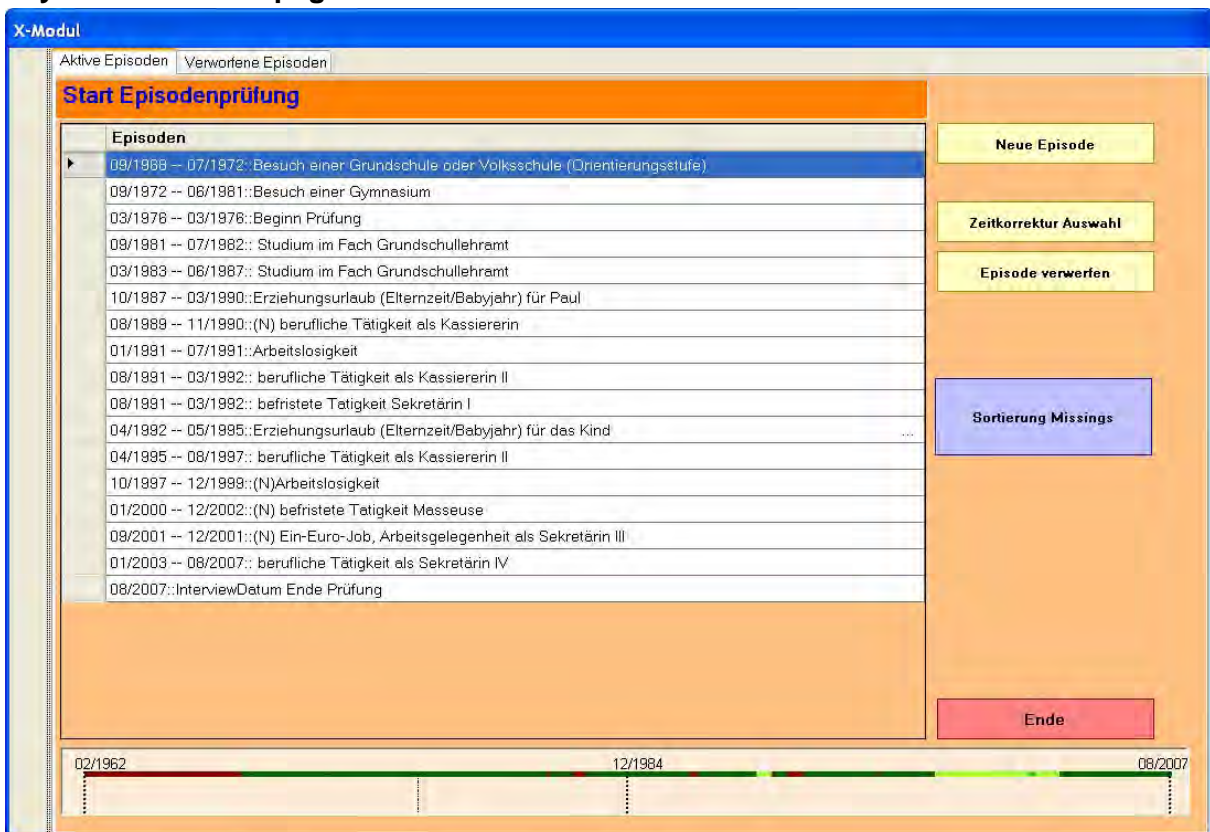 X-Modul
Aktive Episoden Verworfene Episoden
Start Episodenprüfung
Episoden
09/1968 -- 07/1972::Besuch einer Grundschule oder Volksschule (Orientierungsstufe)
09/1972 -- 06/1981::Besuch einer Gymnasium
03/1976 -- 03/1976::Beginn Prüfung
09/1981 -- 07/1982:: Studium im Fach Grundschullehramt
03/1983 -- 06/1987:: Studium im Fach Grundschullehramt
10/1987 -- 03/1990::Erziehungsurlaub (Elternzeit/Babyjahr) für Paul
08/1989 -- 11/1990::(N) berufliche Tätigkeit als Kassiererin
01/1991 -- 07/1991::Arbeitslosigkeit
08/1991 -- 03/1992:: berufliche Tätigkeit als Kassiererin II
08/1991 -- 03/1992:: befristete Tatigkeit Sekretärin I
04/1992 -- 05/1995::Erziehungsurlaub (Elternzeit/Babyjahr) für das Kind ...
04/1995 -- 08/1997:: berufliche Tätigkeit als Kassiererin II
10/1997 -- 12/1999::(N)Arbeitslosigkeit
01/2000 -- 12/2002::(N) befristete Tatigkeit Masseuse
09/2001 -- 12/2001::(N) Ein-Euro-Job, Arbeitsgelegenheit als Sekretärin III
01/2003 -- 08/2007:: berufliche Tätigkeit als Sekretärin IV
08/2007::InterviewDatum Ende Prüfung
Neue Episode
Zeitkorrektur Auswahl
Episode verwerfen
Sortierung Missings
Ende
02/1962 12/1984 08/2007